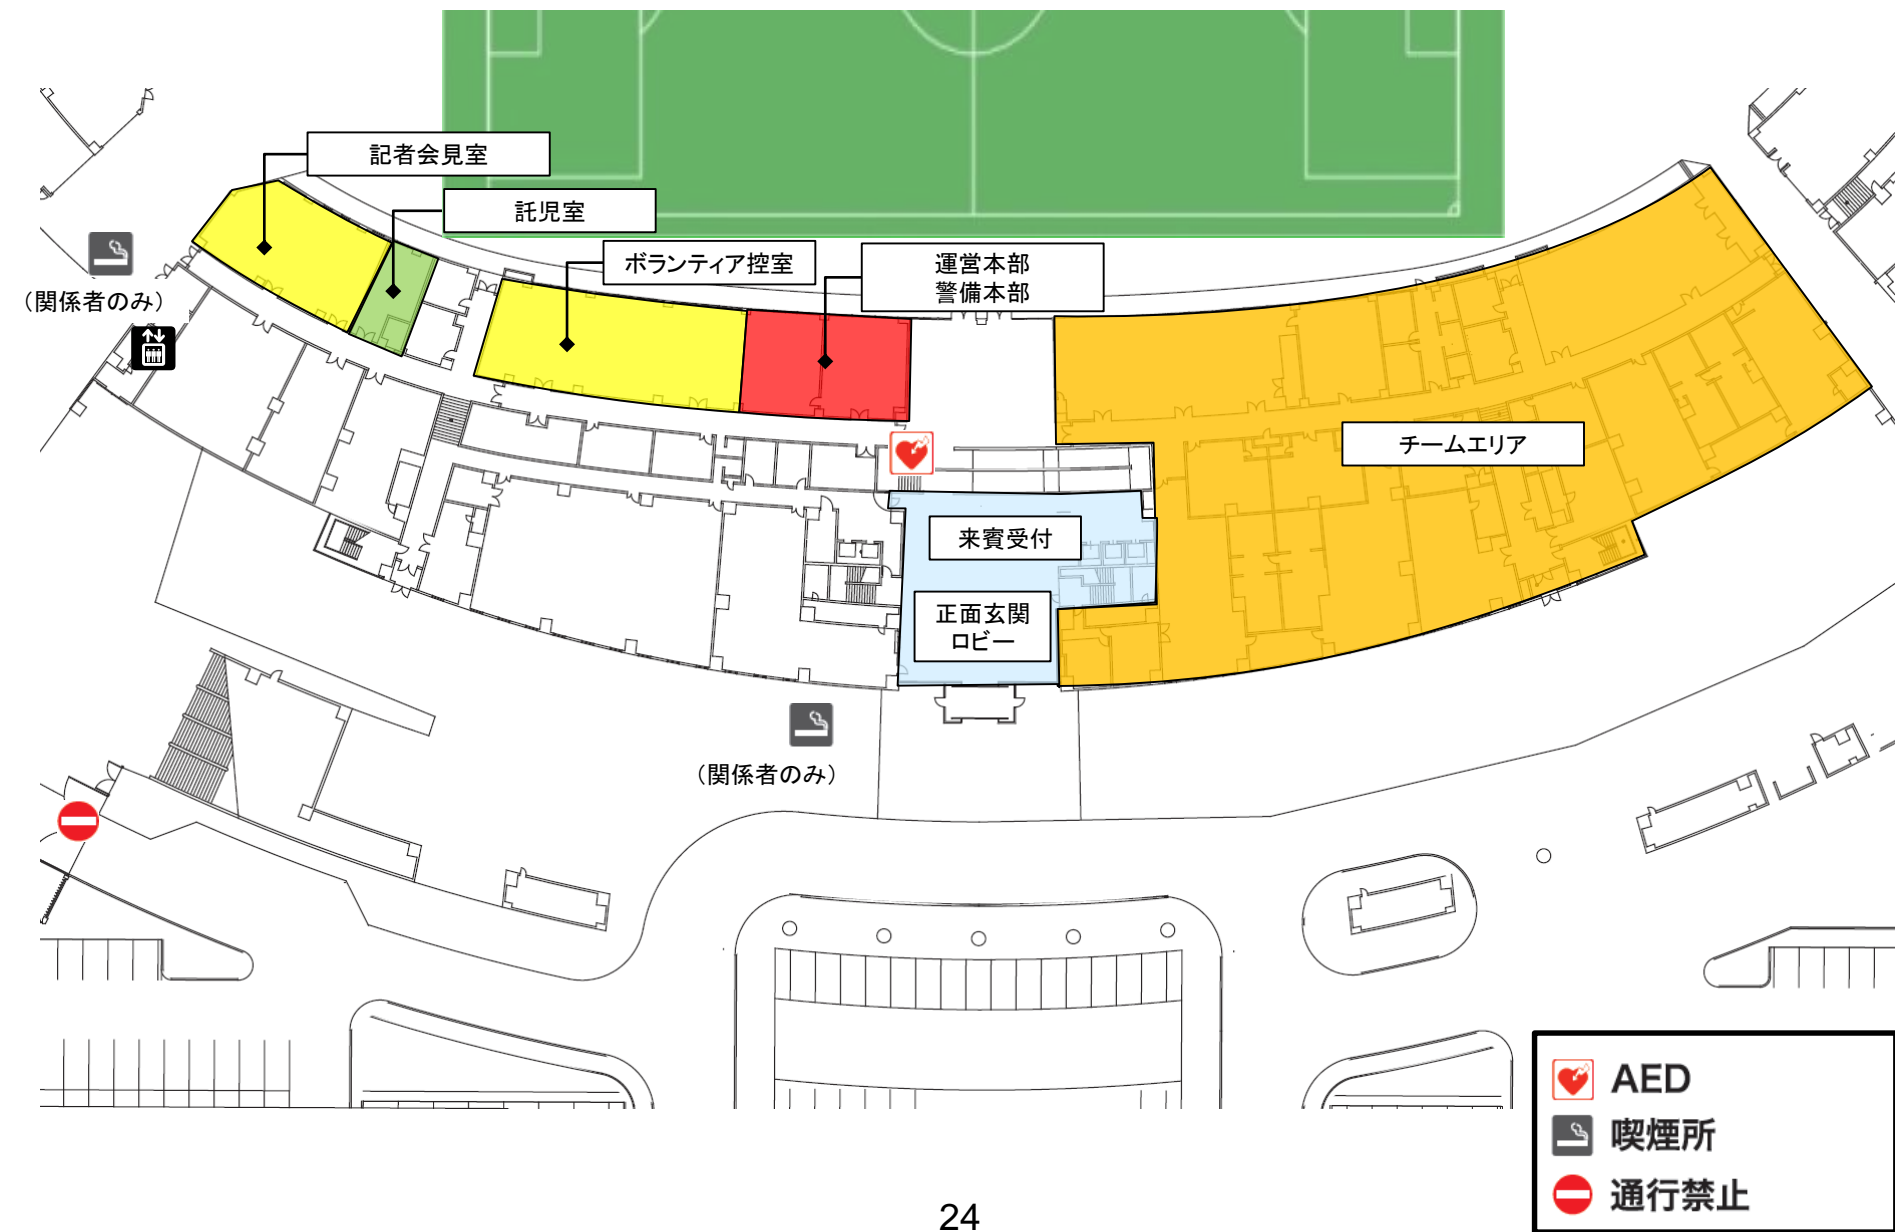 記者会見室
託児室
ボランティア控室
運営本部
警備本部
(関係者のみ)
チームエリア
来賓受付
正面玄関
ロビー
(関係者のみ)
AED
喫煙所
通行禁止
24